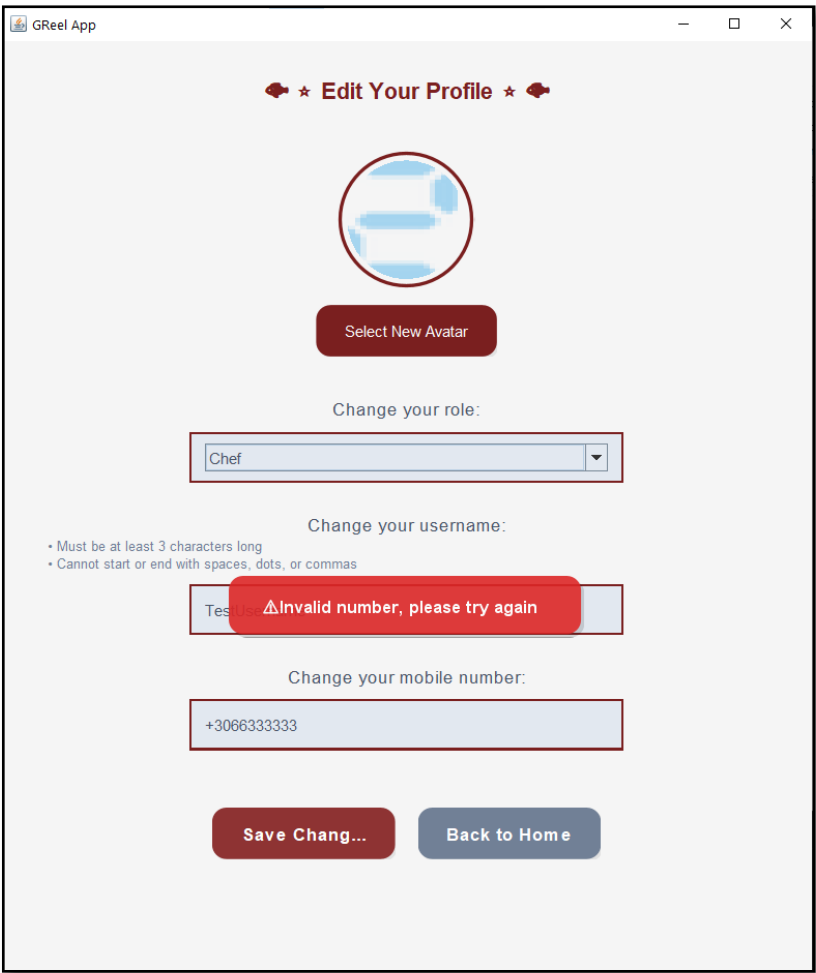 GReel App
Edit Your Profile
Select New Avatar
Change your role:
Chef
Change your username:
• Must be at least 3 characters long
• Cannot start or end with spaces, dots, or commas
⚠Invalid number, please try again
Change your mobile number:
+3066333333
Save Chang...
Back to Home